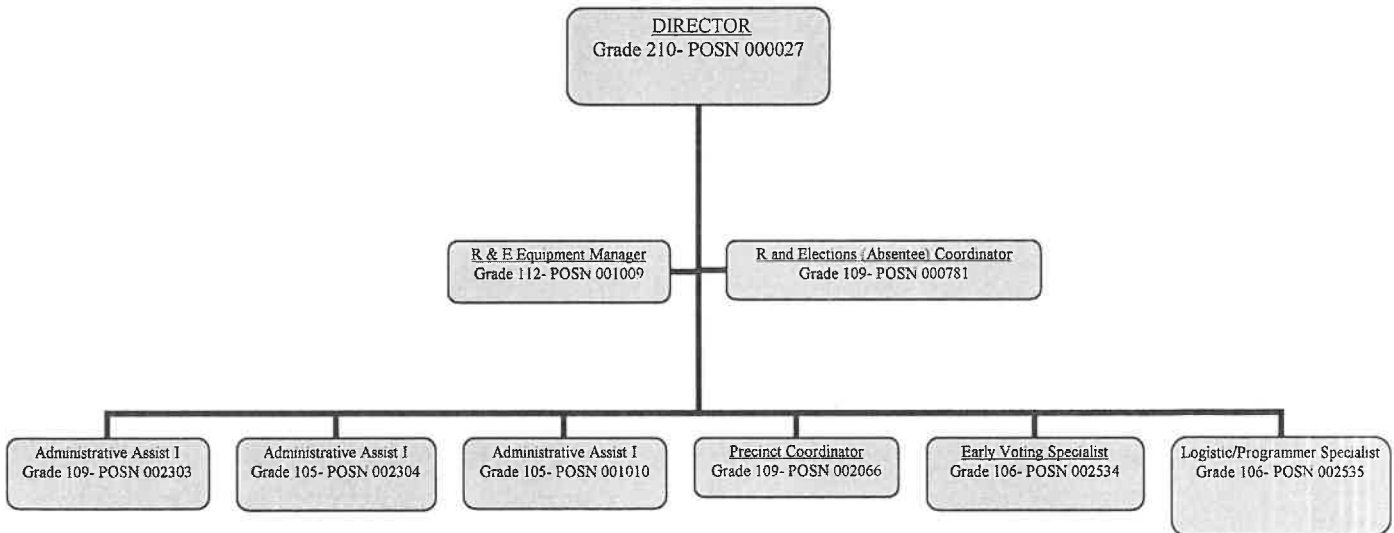 DIRECTOR
Grade 210- POSN 000027
R & E Equipment Manager
Grade 112- POSN 001009
R and Elections (Absentee) Coordinator
Grade 109- POSN 000781
Administrative Assist I
Grade 109- POSN 002303
Administrative Assist I
Grade 105- POSN 002304
Administrative Assist I
Grade 105- POSN 001010
Precinct Coordinator
Grade 109- POSN 002066
Early Voting Specialist
Grade 106- POSN 002534
Logistic/Programmer Specialist
Grade 106- POSN 002535